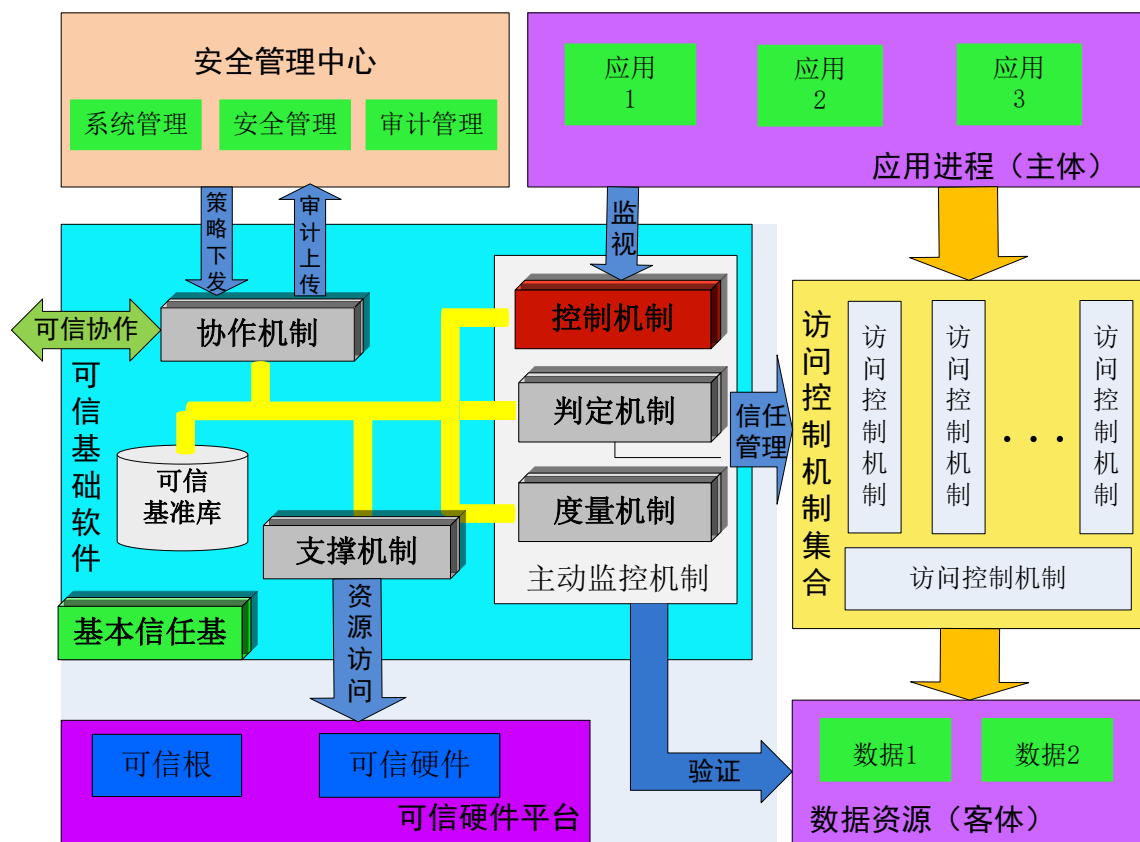 安全管理中心
系统管理
安全管理
审计管理
应用
1
应用
2
应用
3
应用进程（主体）
策略下发
审计上传
监视
可信协作
协作机制
控制机制
判定机制
度量机制
主动监控机制
可信基础软件
可信
基准库
支撑机制
基本信任基
资源访问
信任
管理
访问控制机制集合
访问控制机制
访问控制机制
...
访问控制机制
访问控制机制
可信根
可信硬件
可信硬件平台
验证
数据1
数据2
数据资源（客体）